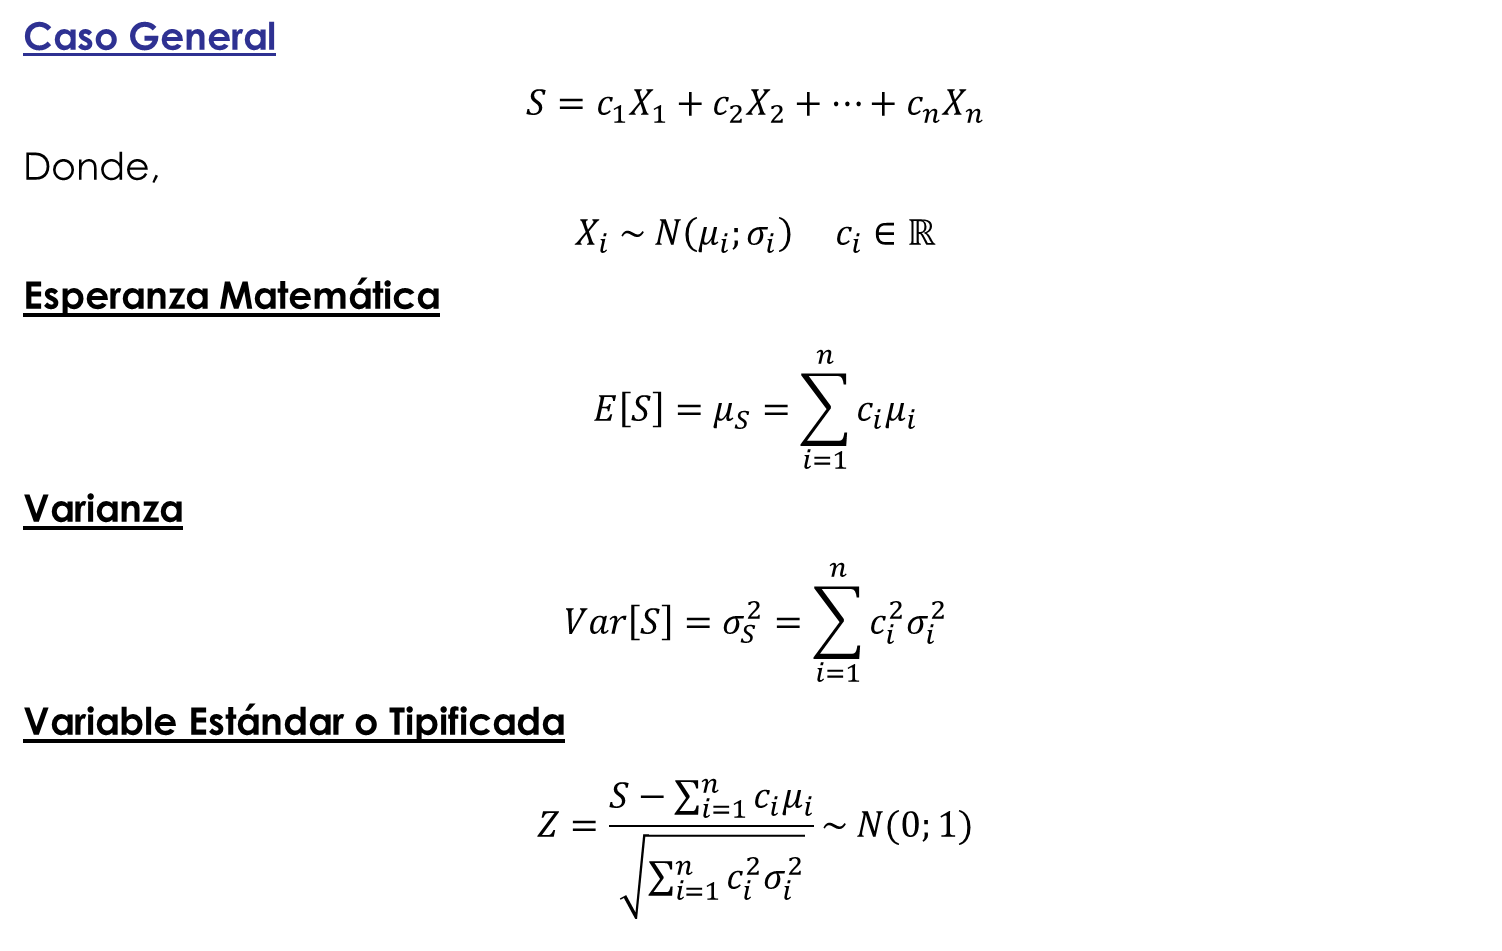 Caso General
S = c₁X₁ + c₂X₂ + ⋯ + cₙXₙ
Donde,
Xᵢ ~ N(μᵢ; σᵢ)   cᵢ ∈ ℝ
Esperanza Matemática
E[S] = μ_S = ∑_{i=1}^{n} cᵢμᵢ
Varianza
Var[S] = σ_S² = ∑_{i=1}^{n} cᵢ²σᵢ²
Variable Estándar o Tipificada
Z = (S − ∑_{i=1}^{n} cᵢμᵢ) / √(∑_{i=1}^{n} cᵢ²σᵢ²) ~ N(0; 1)